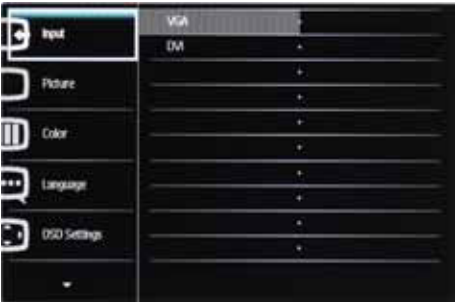 Input
Picture
Color
Language
OSD Settings
VGA
DVI